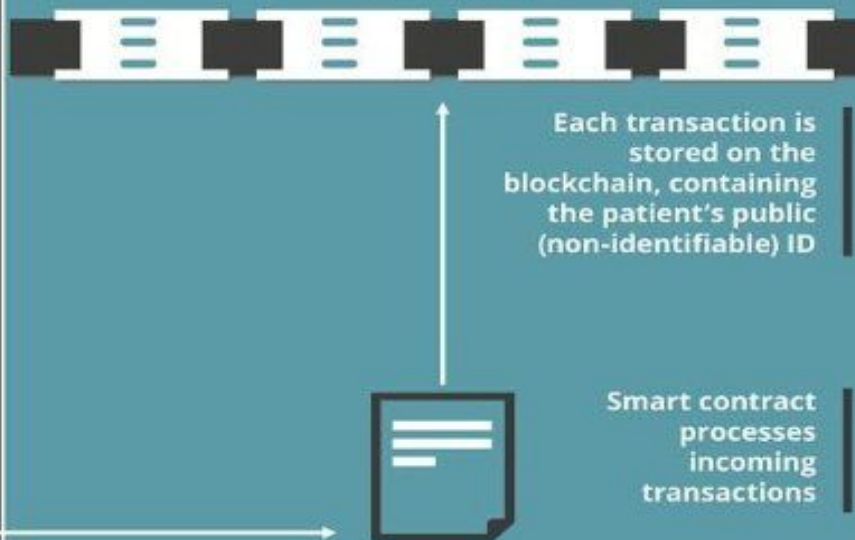 Each transaction is
stored on the
blockchain, containing
the patient's public
(non-identifiable) ID
Smart contract
processes
incoming
transactions